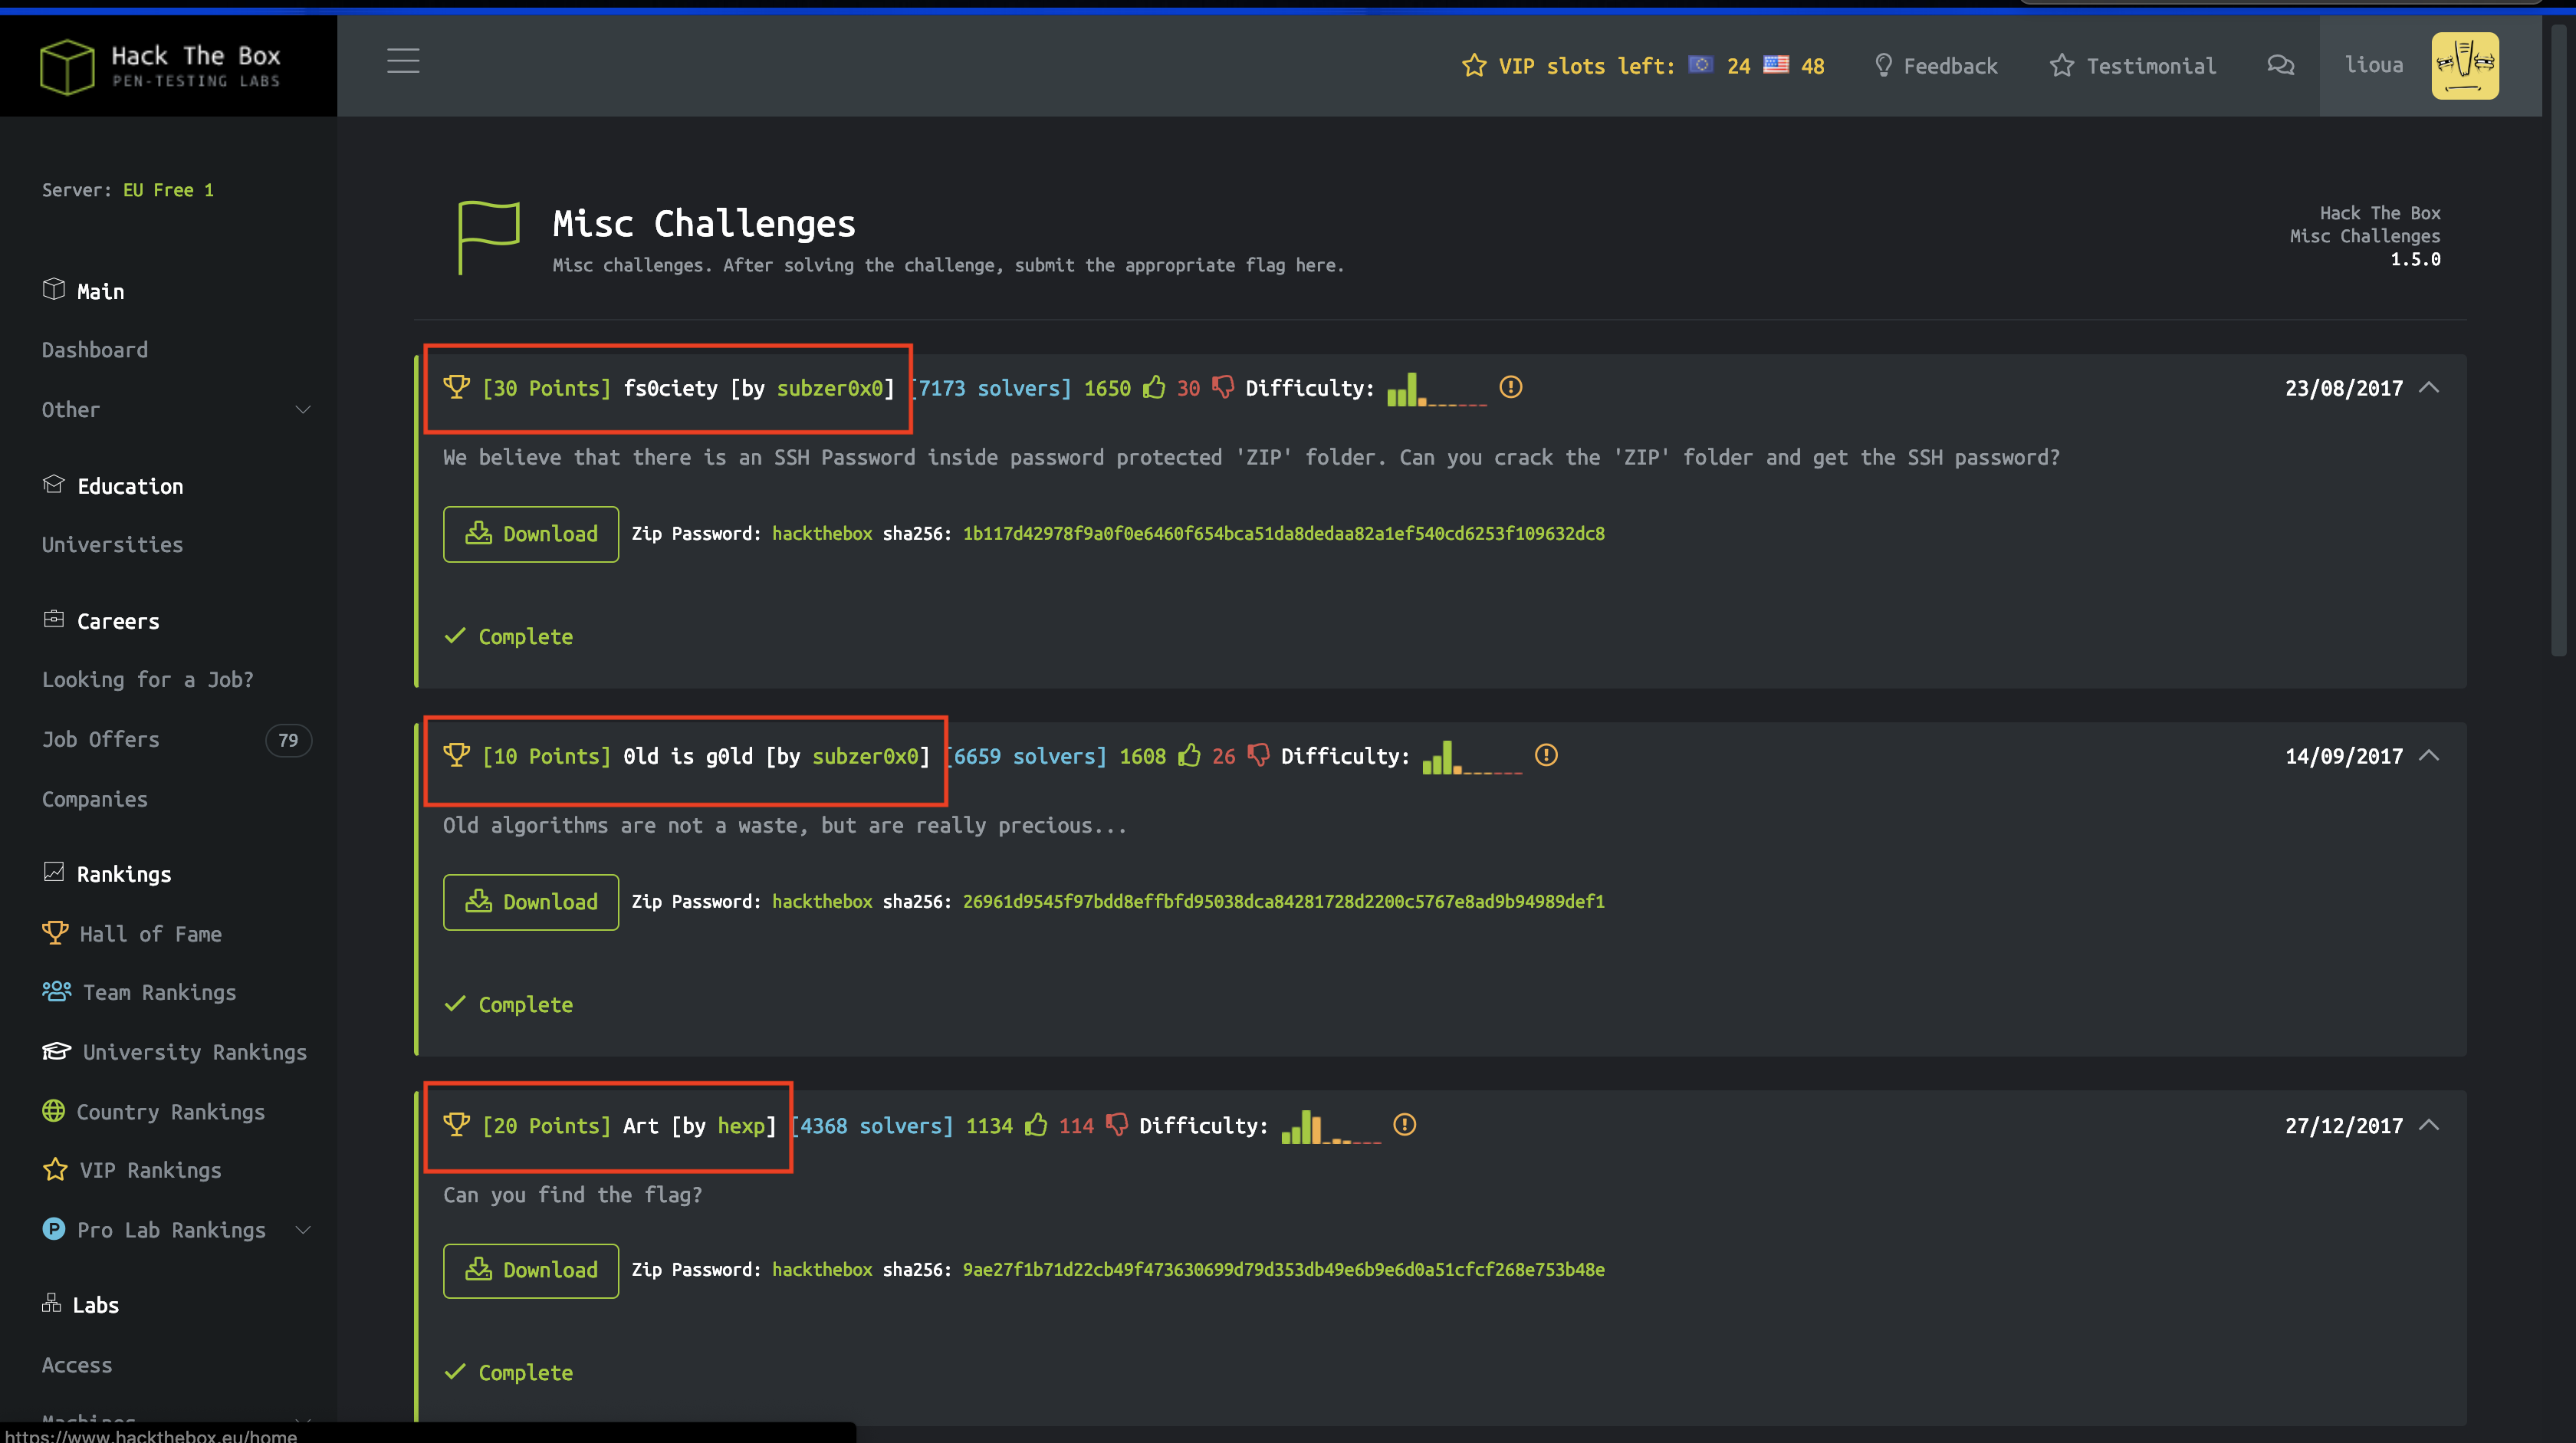 Hack The Box
PEN-TESTING LABS
VIP slots left: 24 48
Feedback
Testimonial
lioua
Server: EU Free 1
Main
Dashboard
Other
Education
Universities
Careers
Looking for a Job?
Job Offers 79
Companies
Rankings
Hall of Fame
Team Rankings
University Rankings
Country Rankings
VIP Rankings
P Pro Lab Rankings
Labs
Access
Machines
https://www.hackthebox.eu/home
Misc Challenges
Misc challenges. After solving the challenge, submit the appropriate flag here.
Hack The Box
Misc Challenges
1.5.0
[30 Points] fs0ciety [by subzer0x0] [7173 solvers] 1650 30 Difficulty: 23/08/2017
We believe that there is an SSH Password inside password protected 'ZIP' folder. Can you crack the 'ZIP' folder and get the SSH password?
Download Zip Password: hackthebox sha256: 1b117d42978f9a0f0e6460f654bca51da8dedaa82a1ef540cd6253f109632dc8
Complete
[10 Points] 0ld is g0ld [by subzer0x0] [6659 solvers] 1608 26 Difficulty: 14/09/2017
Old algorithms are not a waste, but are really precious...
Download Zip Password: hackthebox sha256: 26961d9545f97bdd8effbfd95038dca84281728d2200c5767e8ad9b94989def1
Complete
[20 Points] Art [by hexp] [4368 solvers] 1134 114 Difficulty: 27/12/2017
Can you find the flag?
Download Zip Password: hackthebox sha256: 9ae27f1b71d22cb49f473630699d79d353db49e6b9e6d0a51cfcf268e753b48e
Complete